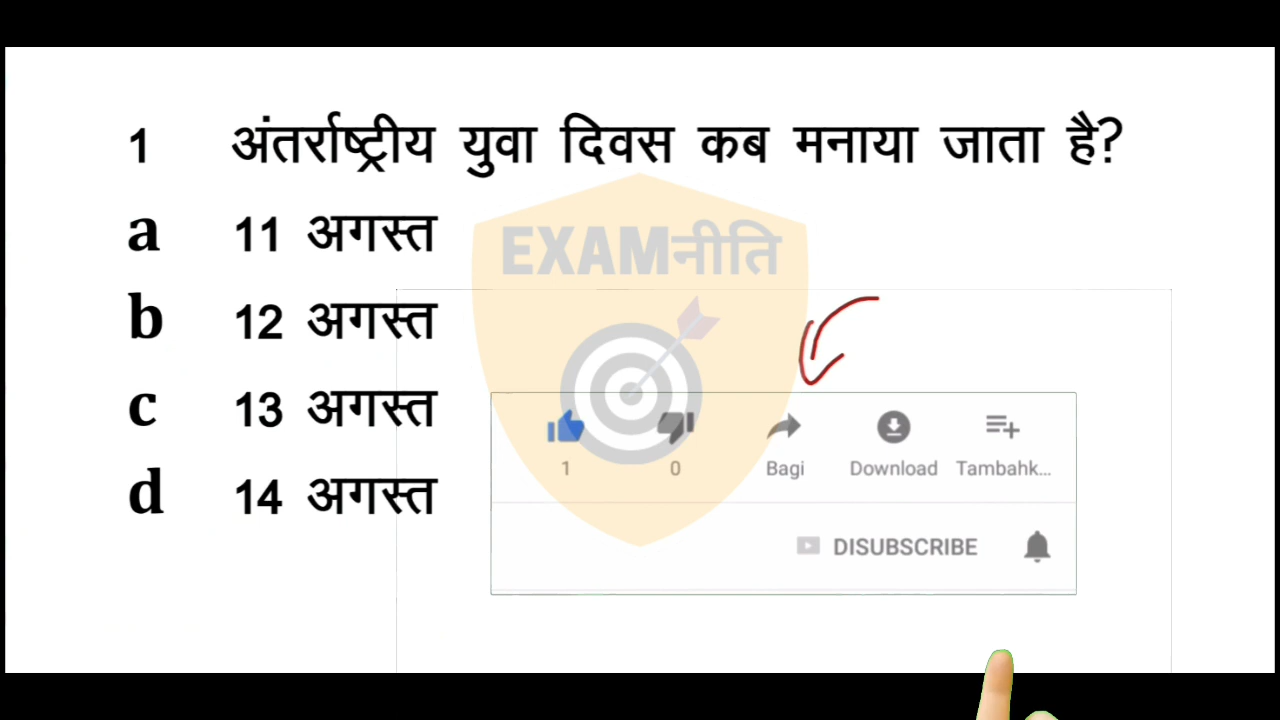 1 अंतर्राष्ट्रीय युवा दिवस कब मनाया जाता है?
a 11 अगस्त
EXAMनीति
b 12 अगस्त
c 13 अगस्त
1 0 Bagi Download Tambahk...
d 14 अगस्त
DISUBSCRIBE